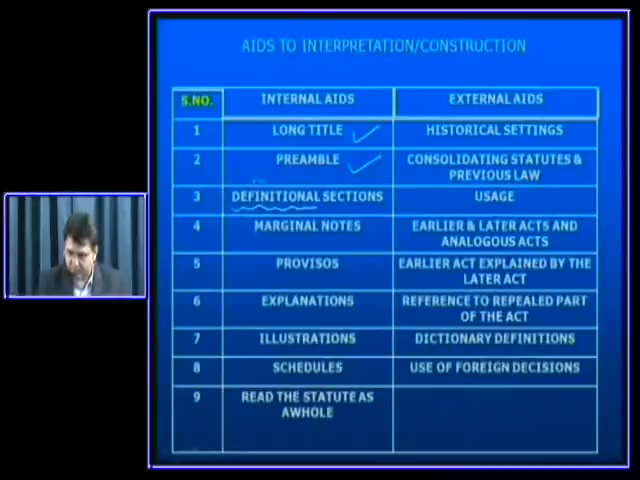 AIDS TO INTERPRETATION/CONSTRUCTION
S.NO. INTERNAL AIDS EXTERNAL AIDS
1 LONG TITLE HISTORICAL SETTINGS
2 PREAMBLE CONSOLIDATING STATUTES &
PREVIOUS LAW
3 DEFINITIONAL SECTIONS USAGE
4 MARGINAL NOTES EARLIER & LATER ACTS AND
ANALOGOUS ACTS
5 PROVISOS EARLIER ACT EXPLAINED BY THE
LATER ACT
6 EXPLANATIONS REFERENCE TO REPEALED PART
OF THE ACT
7 ILLUSTRATIONS DICTIONARY DEFINITIONS
8 SCHEDULES USE OF FOREIGN DECISIONS
9 READ THE STATUTE AS
AWHOLE